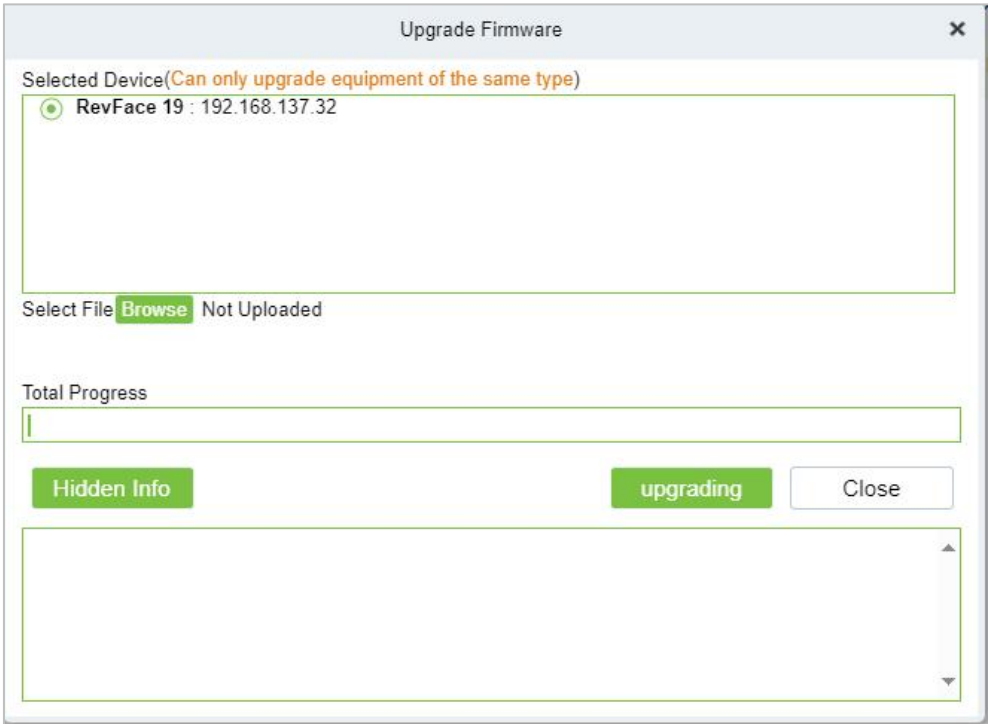 Upgrade Firmware
Selected Device(Can only upgrade equipment of the same type)
RevFace 19 : 192.168.137.32
Select File Browse Not Uploaded
Total Progress
Hidden Info upgrading Close